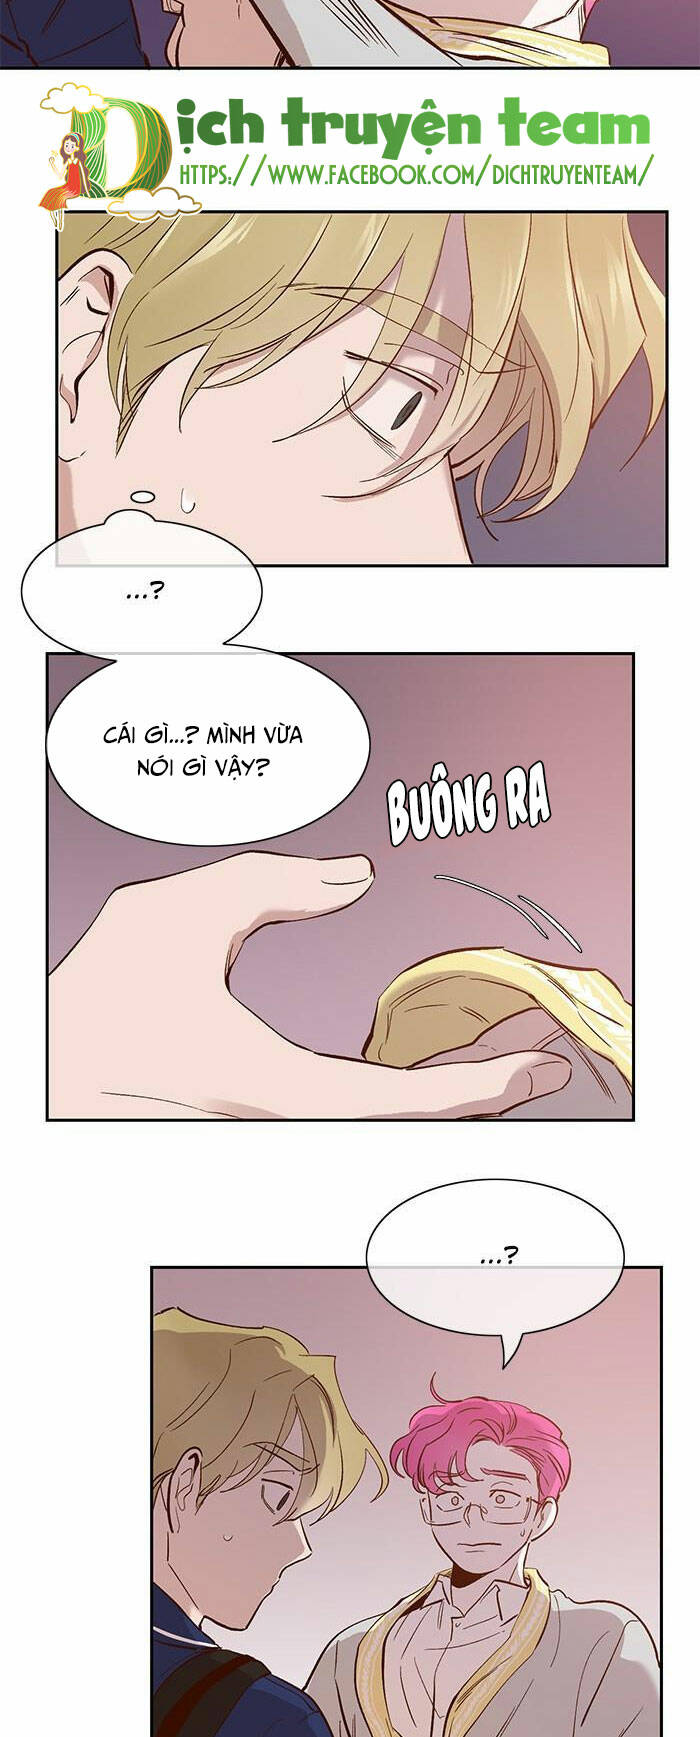 Dịch truyện team
HTTPS://WWW.FACEBOOK.COM/DICHTRUYENTEAM/
...?
CÁI GÌ...? MÌNH VỪA
NÓI GÌ VẬY?
BUÔNG RA
...?